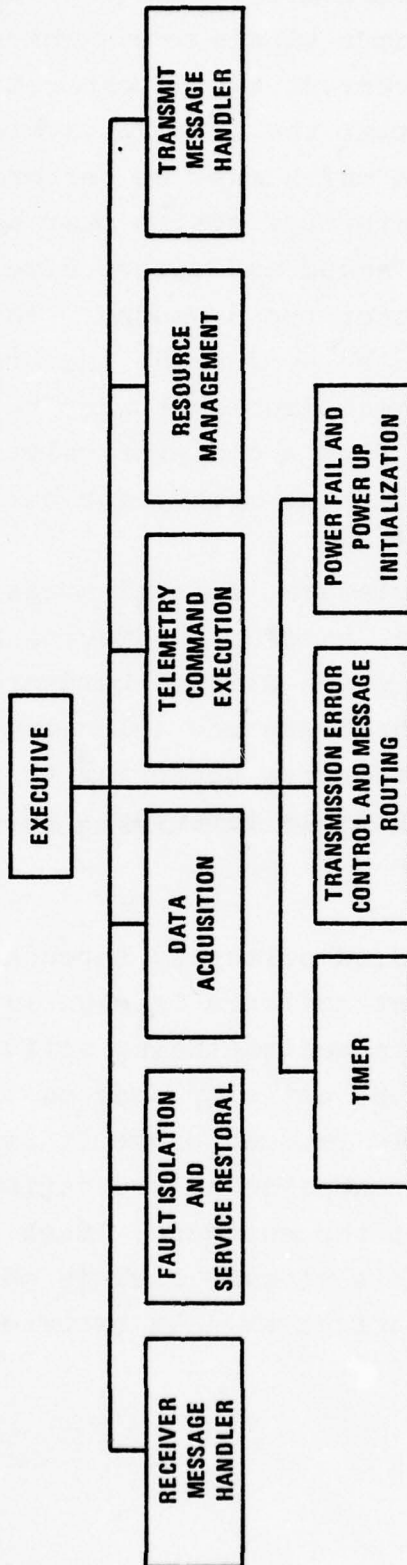 EXECUTIVE
RECEIVER
MESSAGE
HANDLER
FAULT ISOLATION
AND
SERVICE RESTORAL
DATA
ACQUISITION
TELEMETRY
COMMAND
EXECUTION
RESOURCE
MANAGEMENT
TRANSMIT
MESSAGE
HANDLER
TIMER
TRANSMISSION ERROR
CONTROL AND MESSAGE
ROUTING
POWER FAIL AND
POWER UP
INITIALIZATION